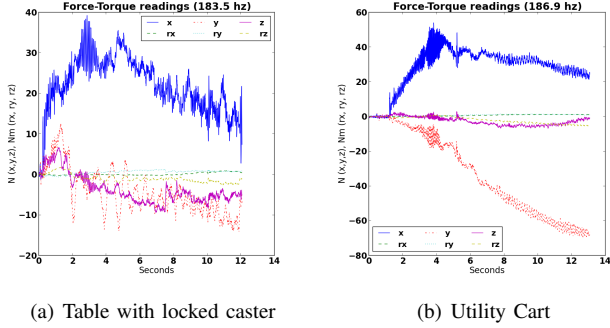 Force-Torque readings (183.5 hz)
N (x,y,z), Nm (rx, ry, rz)
40
30
20
10
0
−10
−20
x y z
rx ry rz
0 2 4 6 8 10 12 14
Seconds
(a) Table with locked caster
Force-Torque readings (186.9 hz)
N (x,y,z), Nm (rx, ry, rz)
60
40
20
0
−20
−40
−60
−80
x y z
rx ry rz
0 2 4 6 8 10 12 14
Seconds
(b) Utility Cart